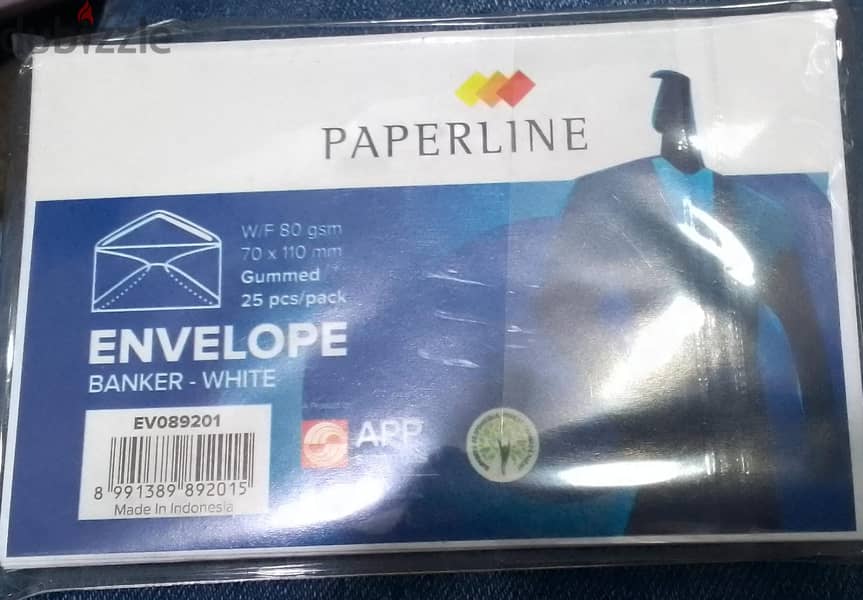 dubizzle
PAPERLINE
W/F 80 gsm
70 x 110 mm
Gummed
25 pcs/pack
ENVELOPE
BANKER - WHITE
EV089201
8 991389 892015
Made In Indonesia
APP